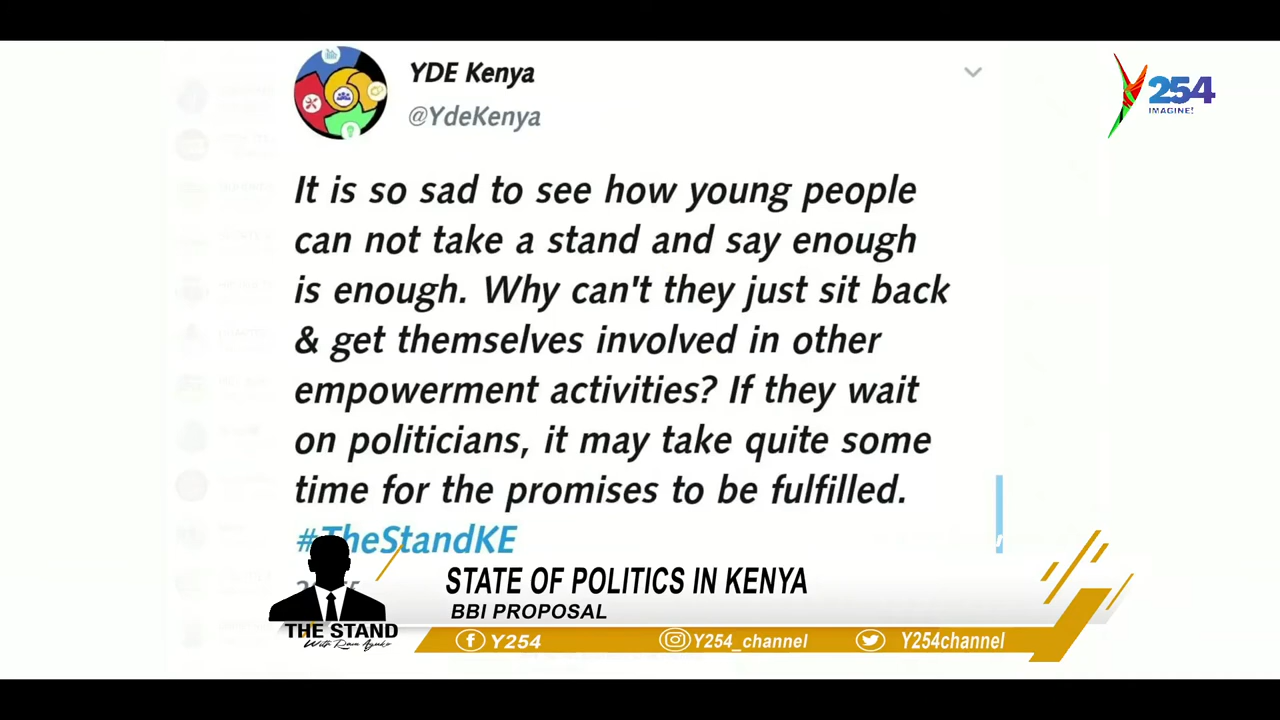 YDE Kenya
@YdeKenya
254
IMAGINE!
It is so sad to see how young people
can not take a stand and say enough
is enough. Why can't they just sit back
& get themselves involved in other
empowerment activities? If they wait
on politicians, it may take quite some
time for the promises to be fulfilled.
#TheStandKE
STATE OF POLITICS IN KENYA
BBI PROPOSAL
THE STAND
Y254
Y254_channel
Y254channel